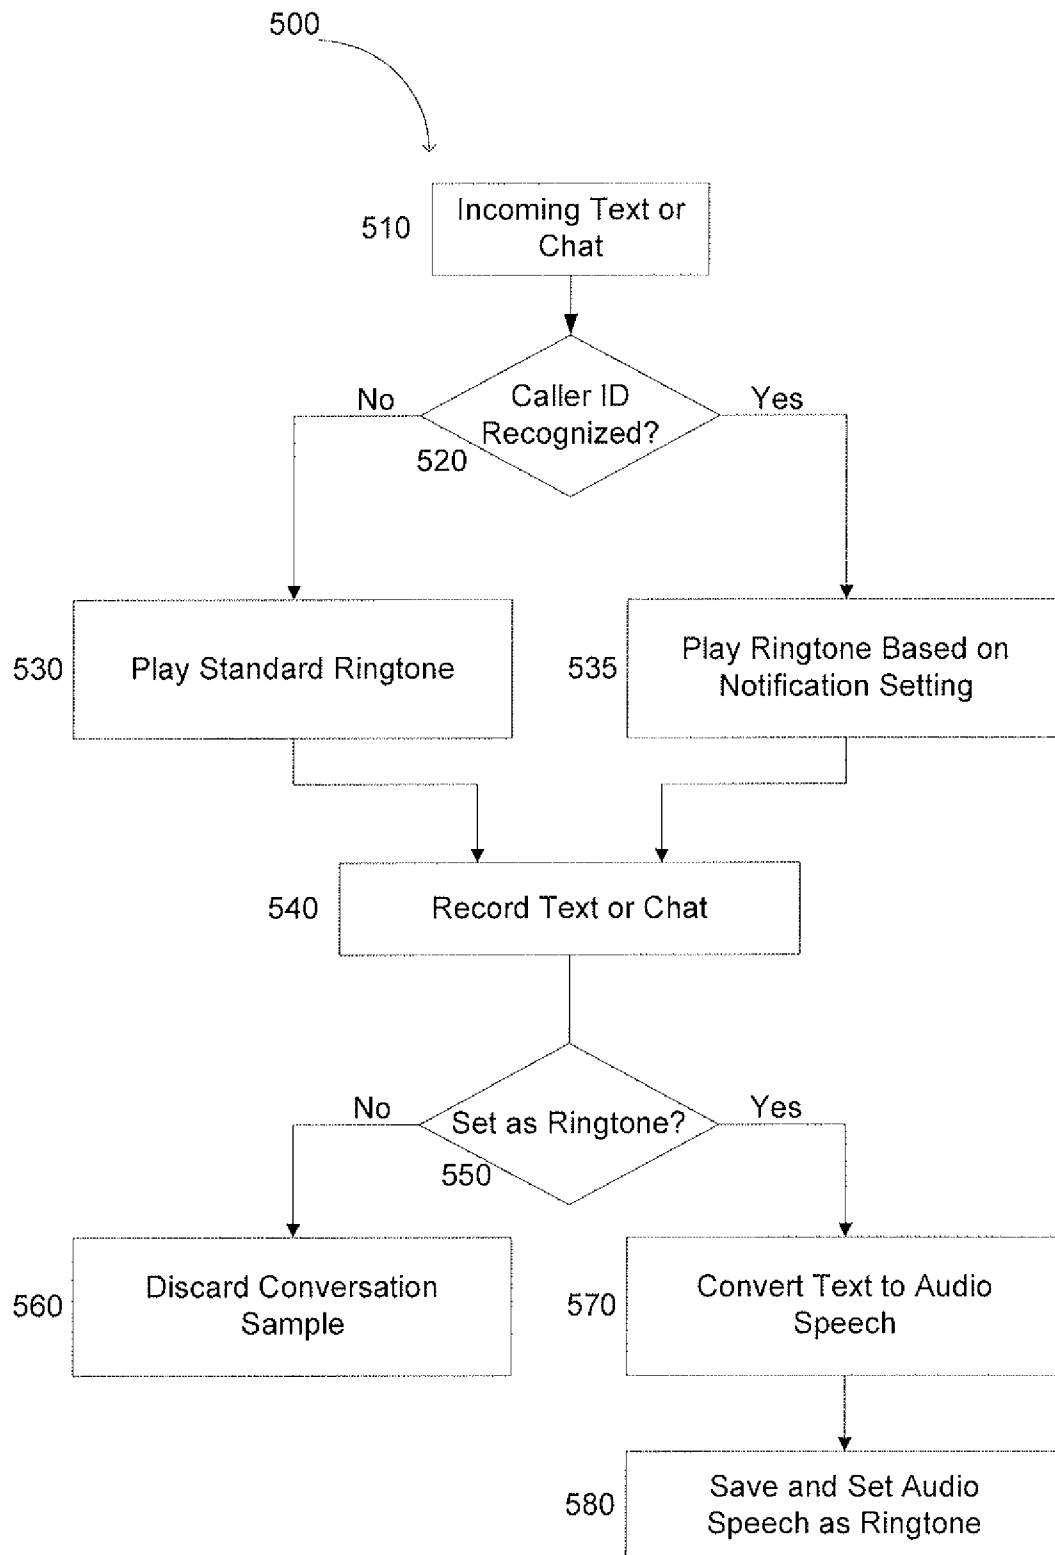 500
510
Incoming Text or
Chat
No
Caller ID
Recognized?
Yes
520
530
Play Standard Ringtone
535
Play Ringtone Based on
Notification Setting
540
Record Text or Chat
No
Set as Ringtone?
Yes
550
560
Discard Conversation
Sample
570
Convert Text to Audio
Speech
580
Save and Set Audio
Speech as Ringtone